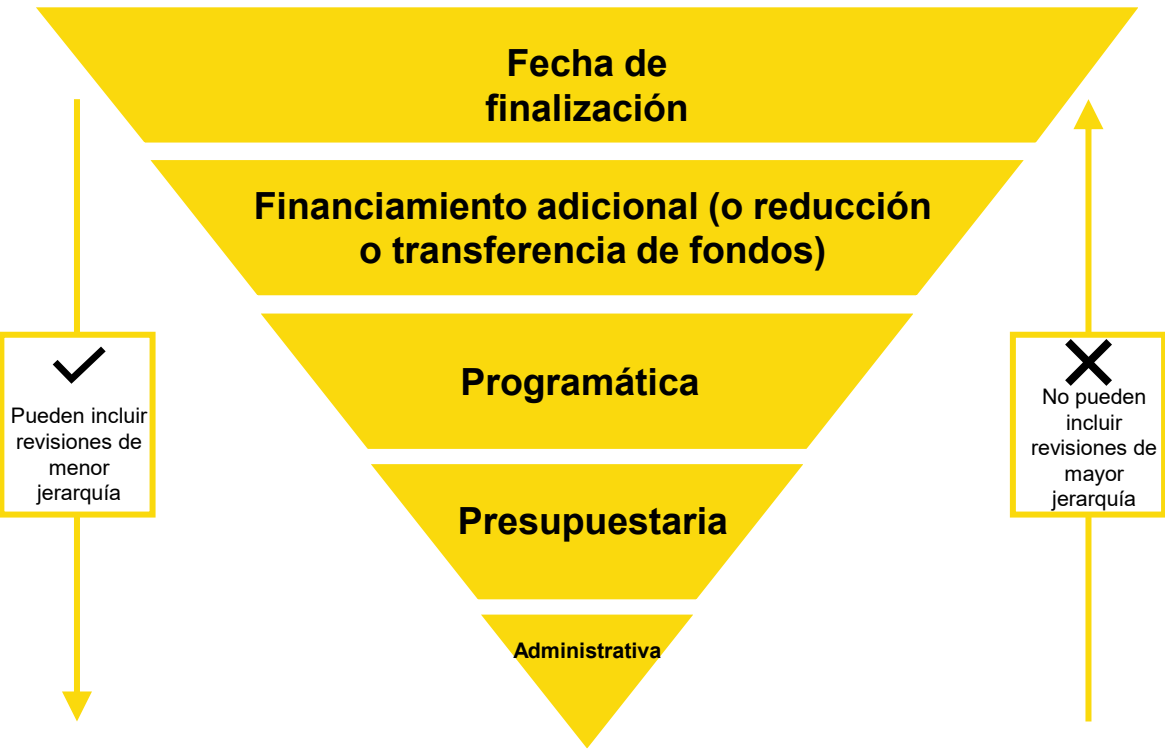 Fecha de
finalización
Financiamiento adicional (o reducción
o transferencia de fondos)
Programática
Presupuestaria
Administrativa
Pueden incluir
revisiones de
menor
jerarquía
No pueden
incluir
revisiones de
mayor
jerarquía